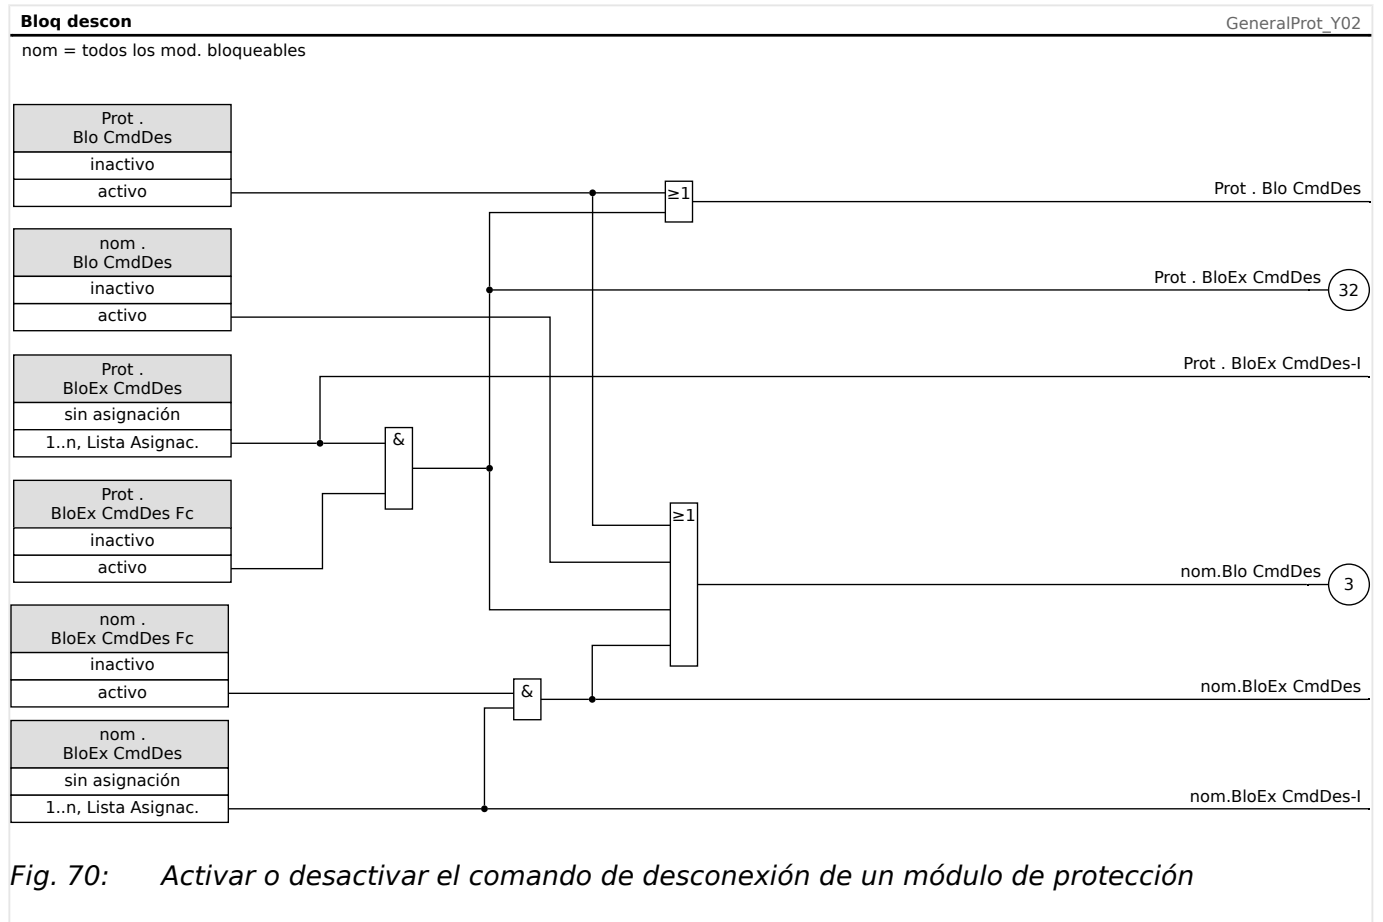 Bloq descon
GeneralProt_Y02
nom = todos los mod. bloqueables
Prot .
Blo CmdDes
inactivo
activo
≥1
Prot . Blo CmdDes
nom .
Blo CmdDes
inactivo
activo
Prot . BloEx CmdDes
32
Prot .
BloEx CmdDes
sin asignación
1..n, Lista Asignac.
Prot . BloEx CmdDes-I
&
Prot .
BloEx CmdDes Fc
inactivo
activo
≥1
nom.Blo CmdDes
3
nom .
BloEx CmdDes Fc
inactivo
activo
&
nom.BloEx CmdDes
nom .
BloEx CmdDes
sin asignación
1..n, Lista Asignac.
nom.BloEx CmdDes-I
Fig. 70: Activar o desactivar el comando de desconexión de un módulo de protección